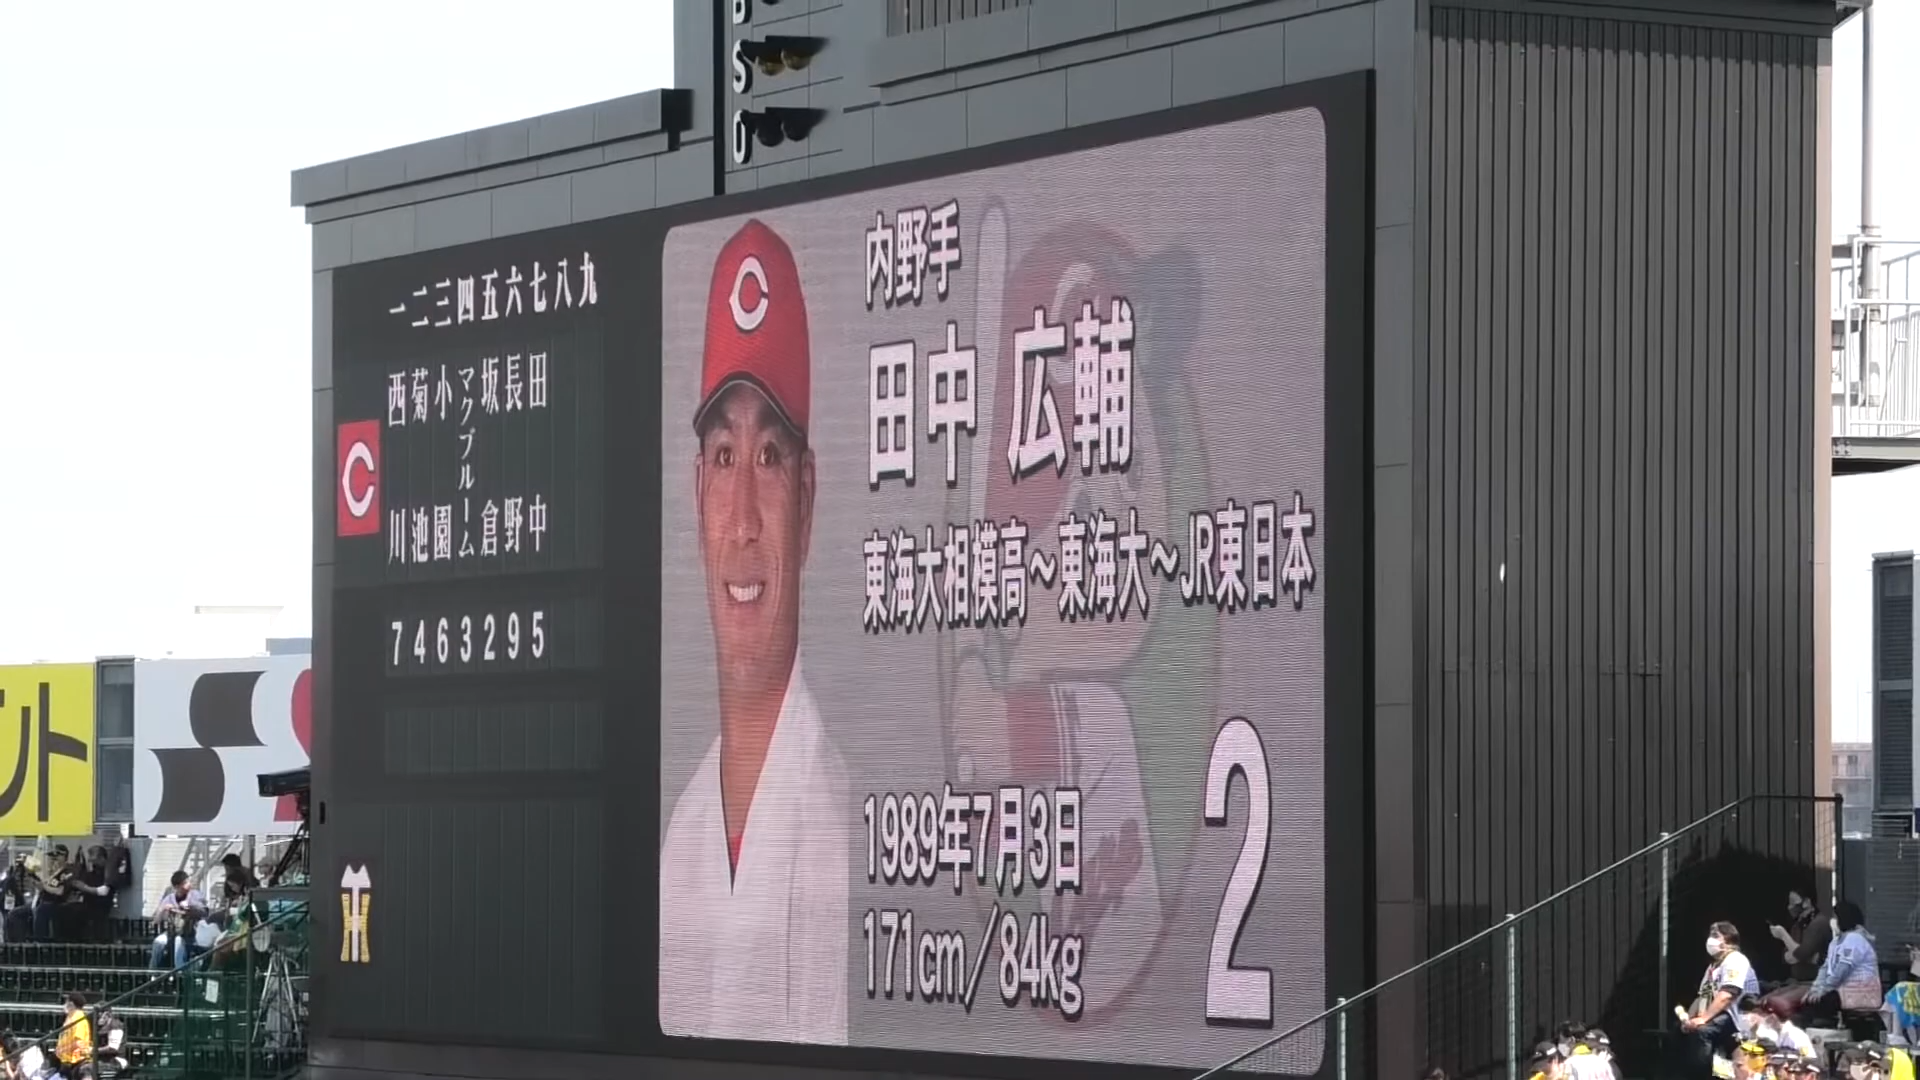 B
S
O
一二三四五六七八九
西川
菊池
小園
マクブルーム
坂倉
長野
田中
7463295
C
内野手
田中 広輔
東海大相模高～東海大～JR東日本
1989年7月3日
171cm／84kg
2
ント